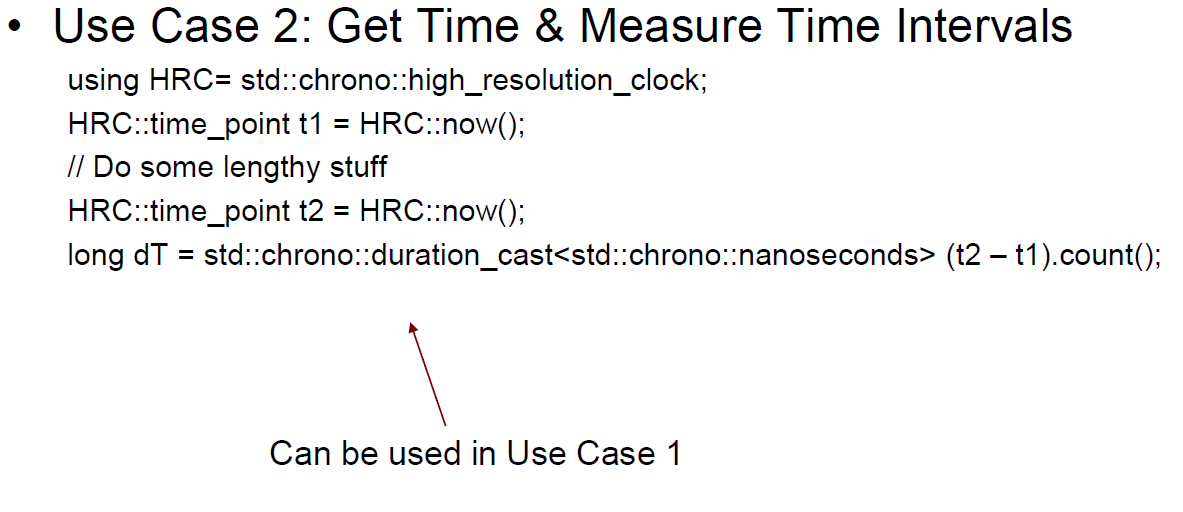 • Use Case 2: Get Time & Measure Time Intervals
using HRC= std::chrono::high_resolution_clock;
HRC::time_point t1 = HRC::now();
// Do some lengthy stuff
HRC::time_point t2 = HRC::now();
long dT = std::chrono::duration_cast<std::chrono::nanoseconds> (t2 – t1).count();
Can be used in Use Case 1